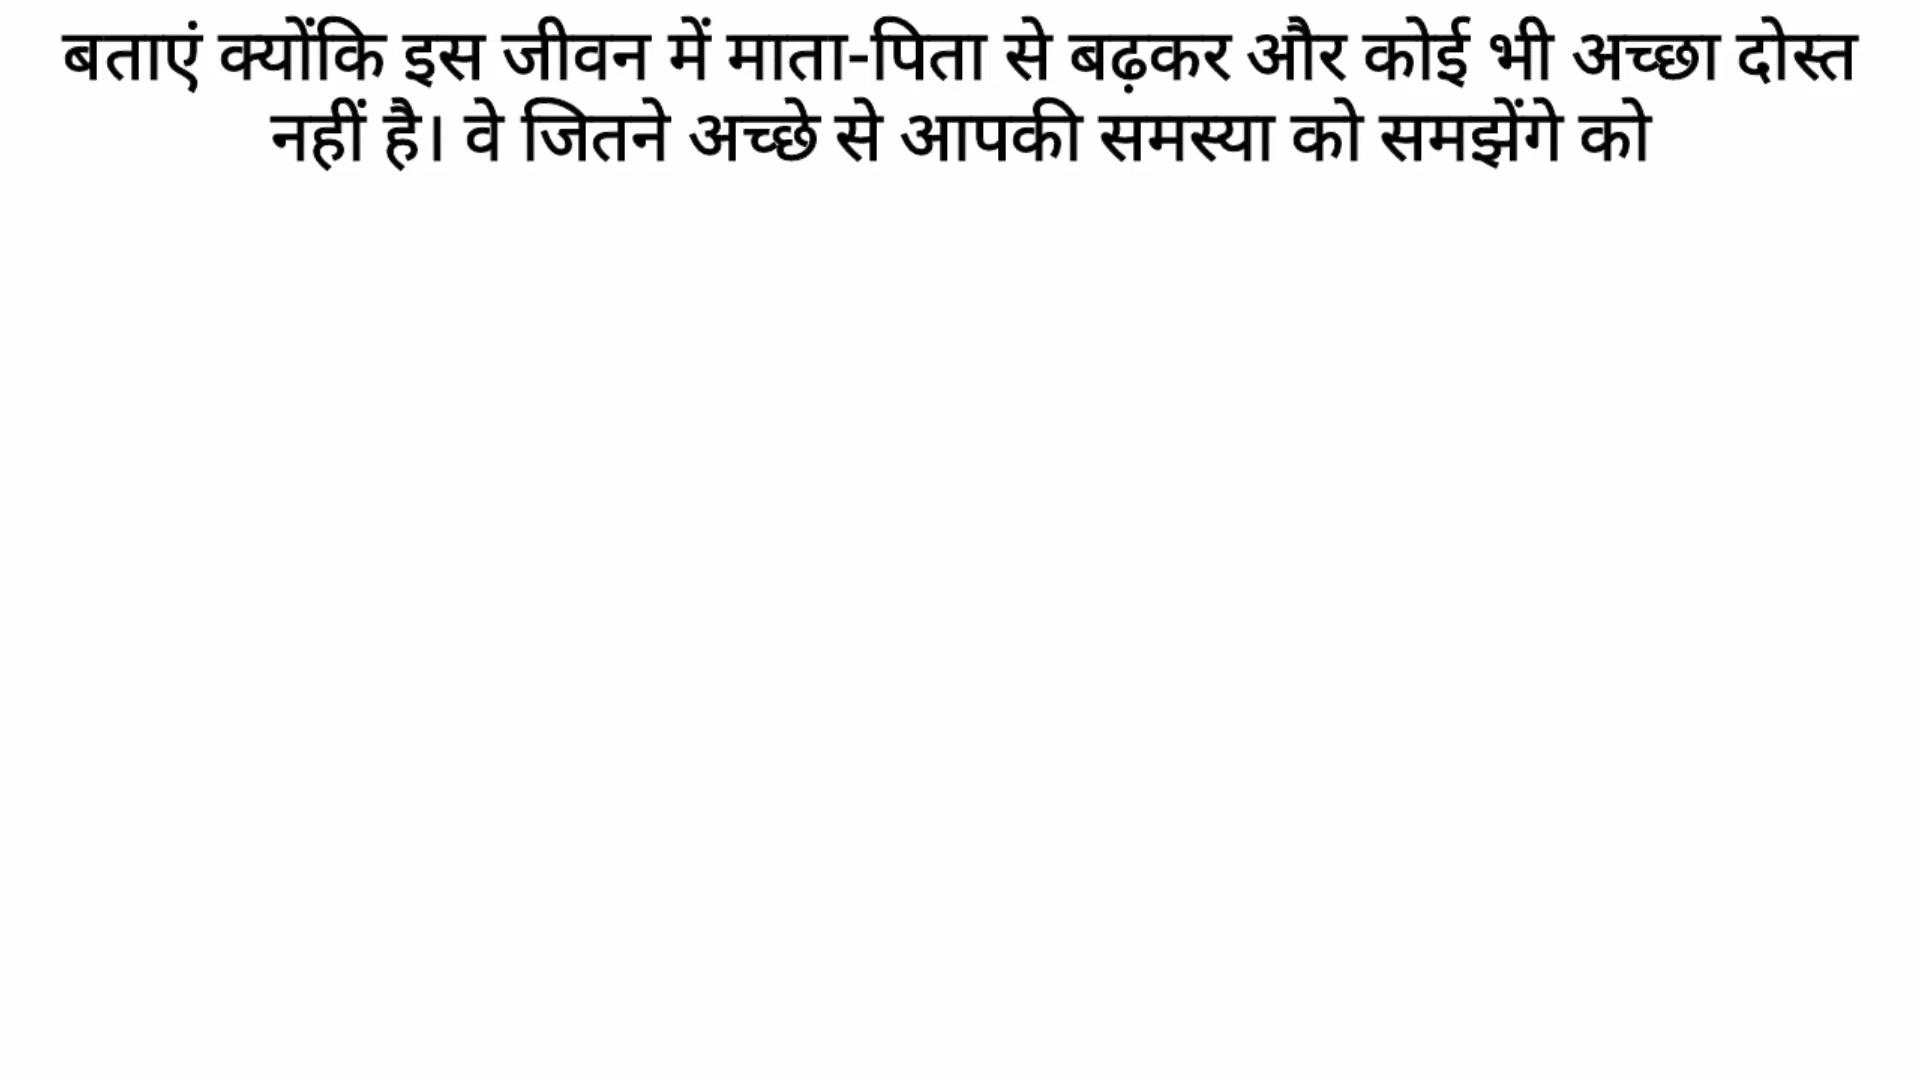 बताएं क्योंकि इस जीवन में माता-पिता से बढ़कर और कोई भी अच्छा दोस्त
नहीं है। वे जितने अच्छे से आपकी समस्या को समझेंगे को